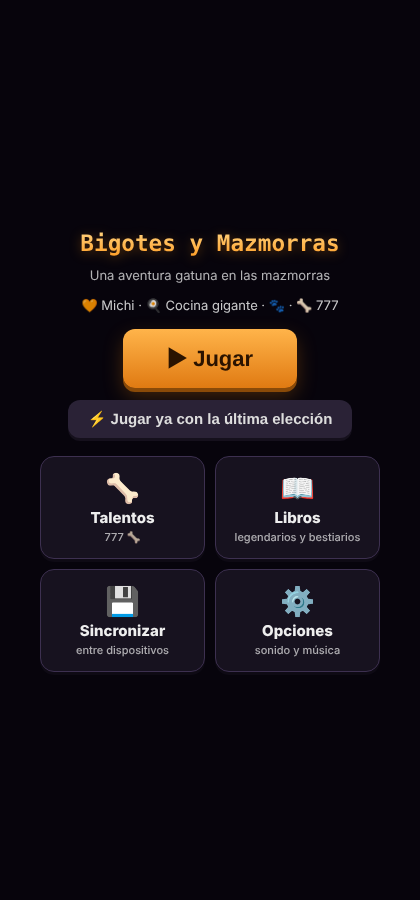 Bigotes y Mazmorras
Una aventura gatuna en las mazmorras
🧡 Michi · 🍳 Cocina gigante · 🐾 · 🦴 777
▶ Jugar
⚡ Jugar ya con la última elección
🦴
Talentos
777 🦴
📖
Libros
legendarios y bestiarios
💾
Sincronizar
entre dispositivos
⚙️
Opciones
sonido y música